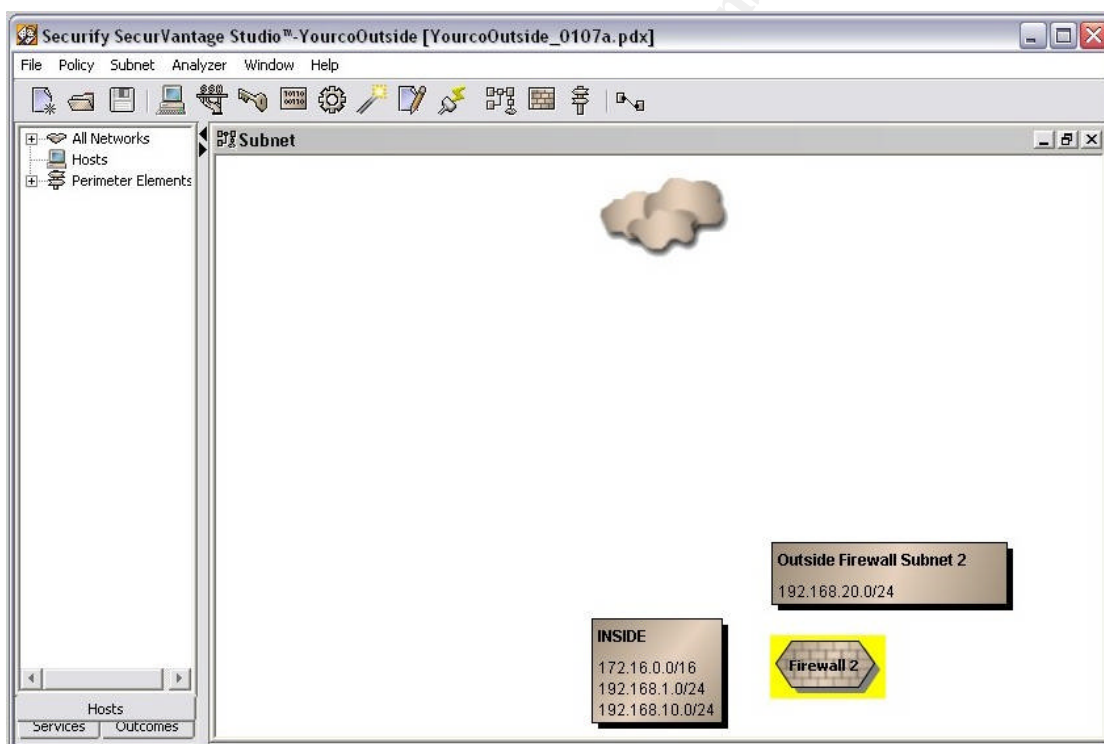 Securify SecurVantage Studio™-YourcoOutside [YourcoOutside_0107a.pdx]
File Policy Subnet Analyzer Window Help
All Networks
Hosts
Perimeter Elements
Subnet
Outside Firewall Subnet 2
192.168.20.0/24
INSIDE
172.16.0.0/16
192.168.1.0/24
192.168.10.0/24
Firewall 2
Hosts
Services Outcomes